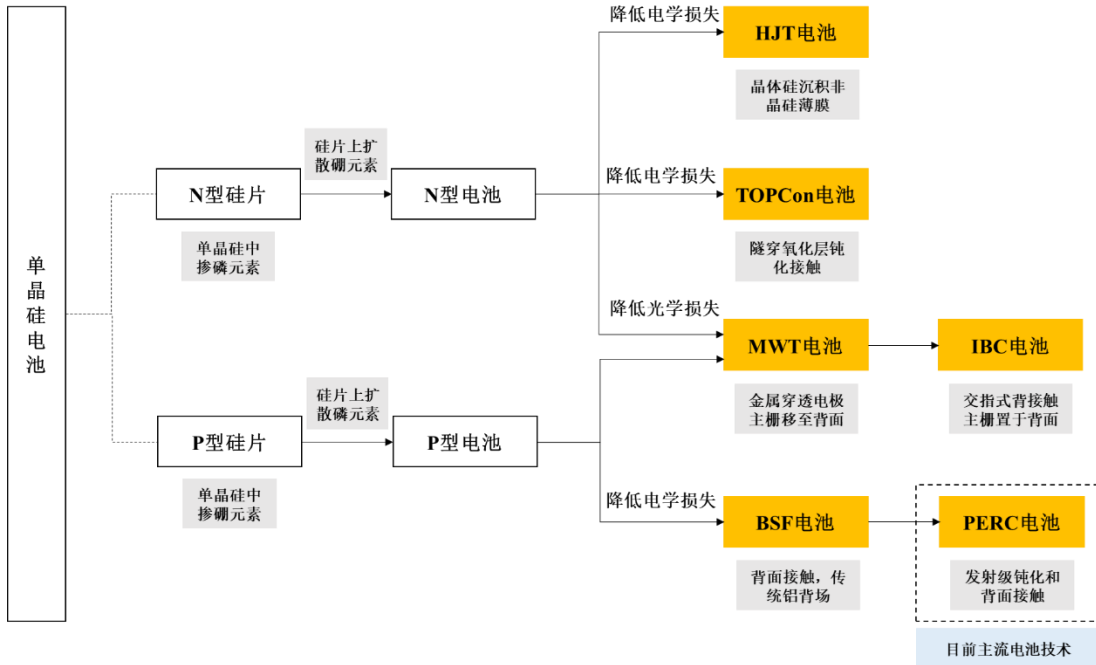 单晶硅电池
N型硅片
单晶硅中
掺磷元素
硅片上扩
散硼元素
N型电池
降低电学损失
HJT电池
晶体硅沉积非
晶硅薄膜
降低电学损失
TOPCon电池
隧穿氧化层钝
化接触
降低光学损失
MWT电池
金属穿透电极
主栅移至背面
IBC电池
交指式背接触
主栅置于背面
P型硅片
单晶硅中
掺硼元素
硅片上扩
散磷元素
P型电池
降低电学损失
BSF电池
背面接触，传
统铝背场
PERC电池
发射级钝化和
背面接触
目前主流电池技术